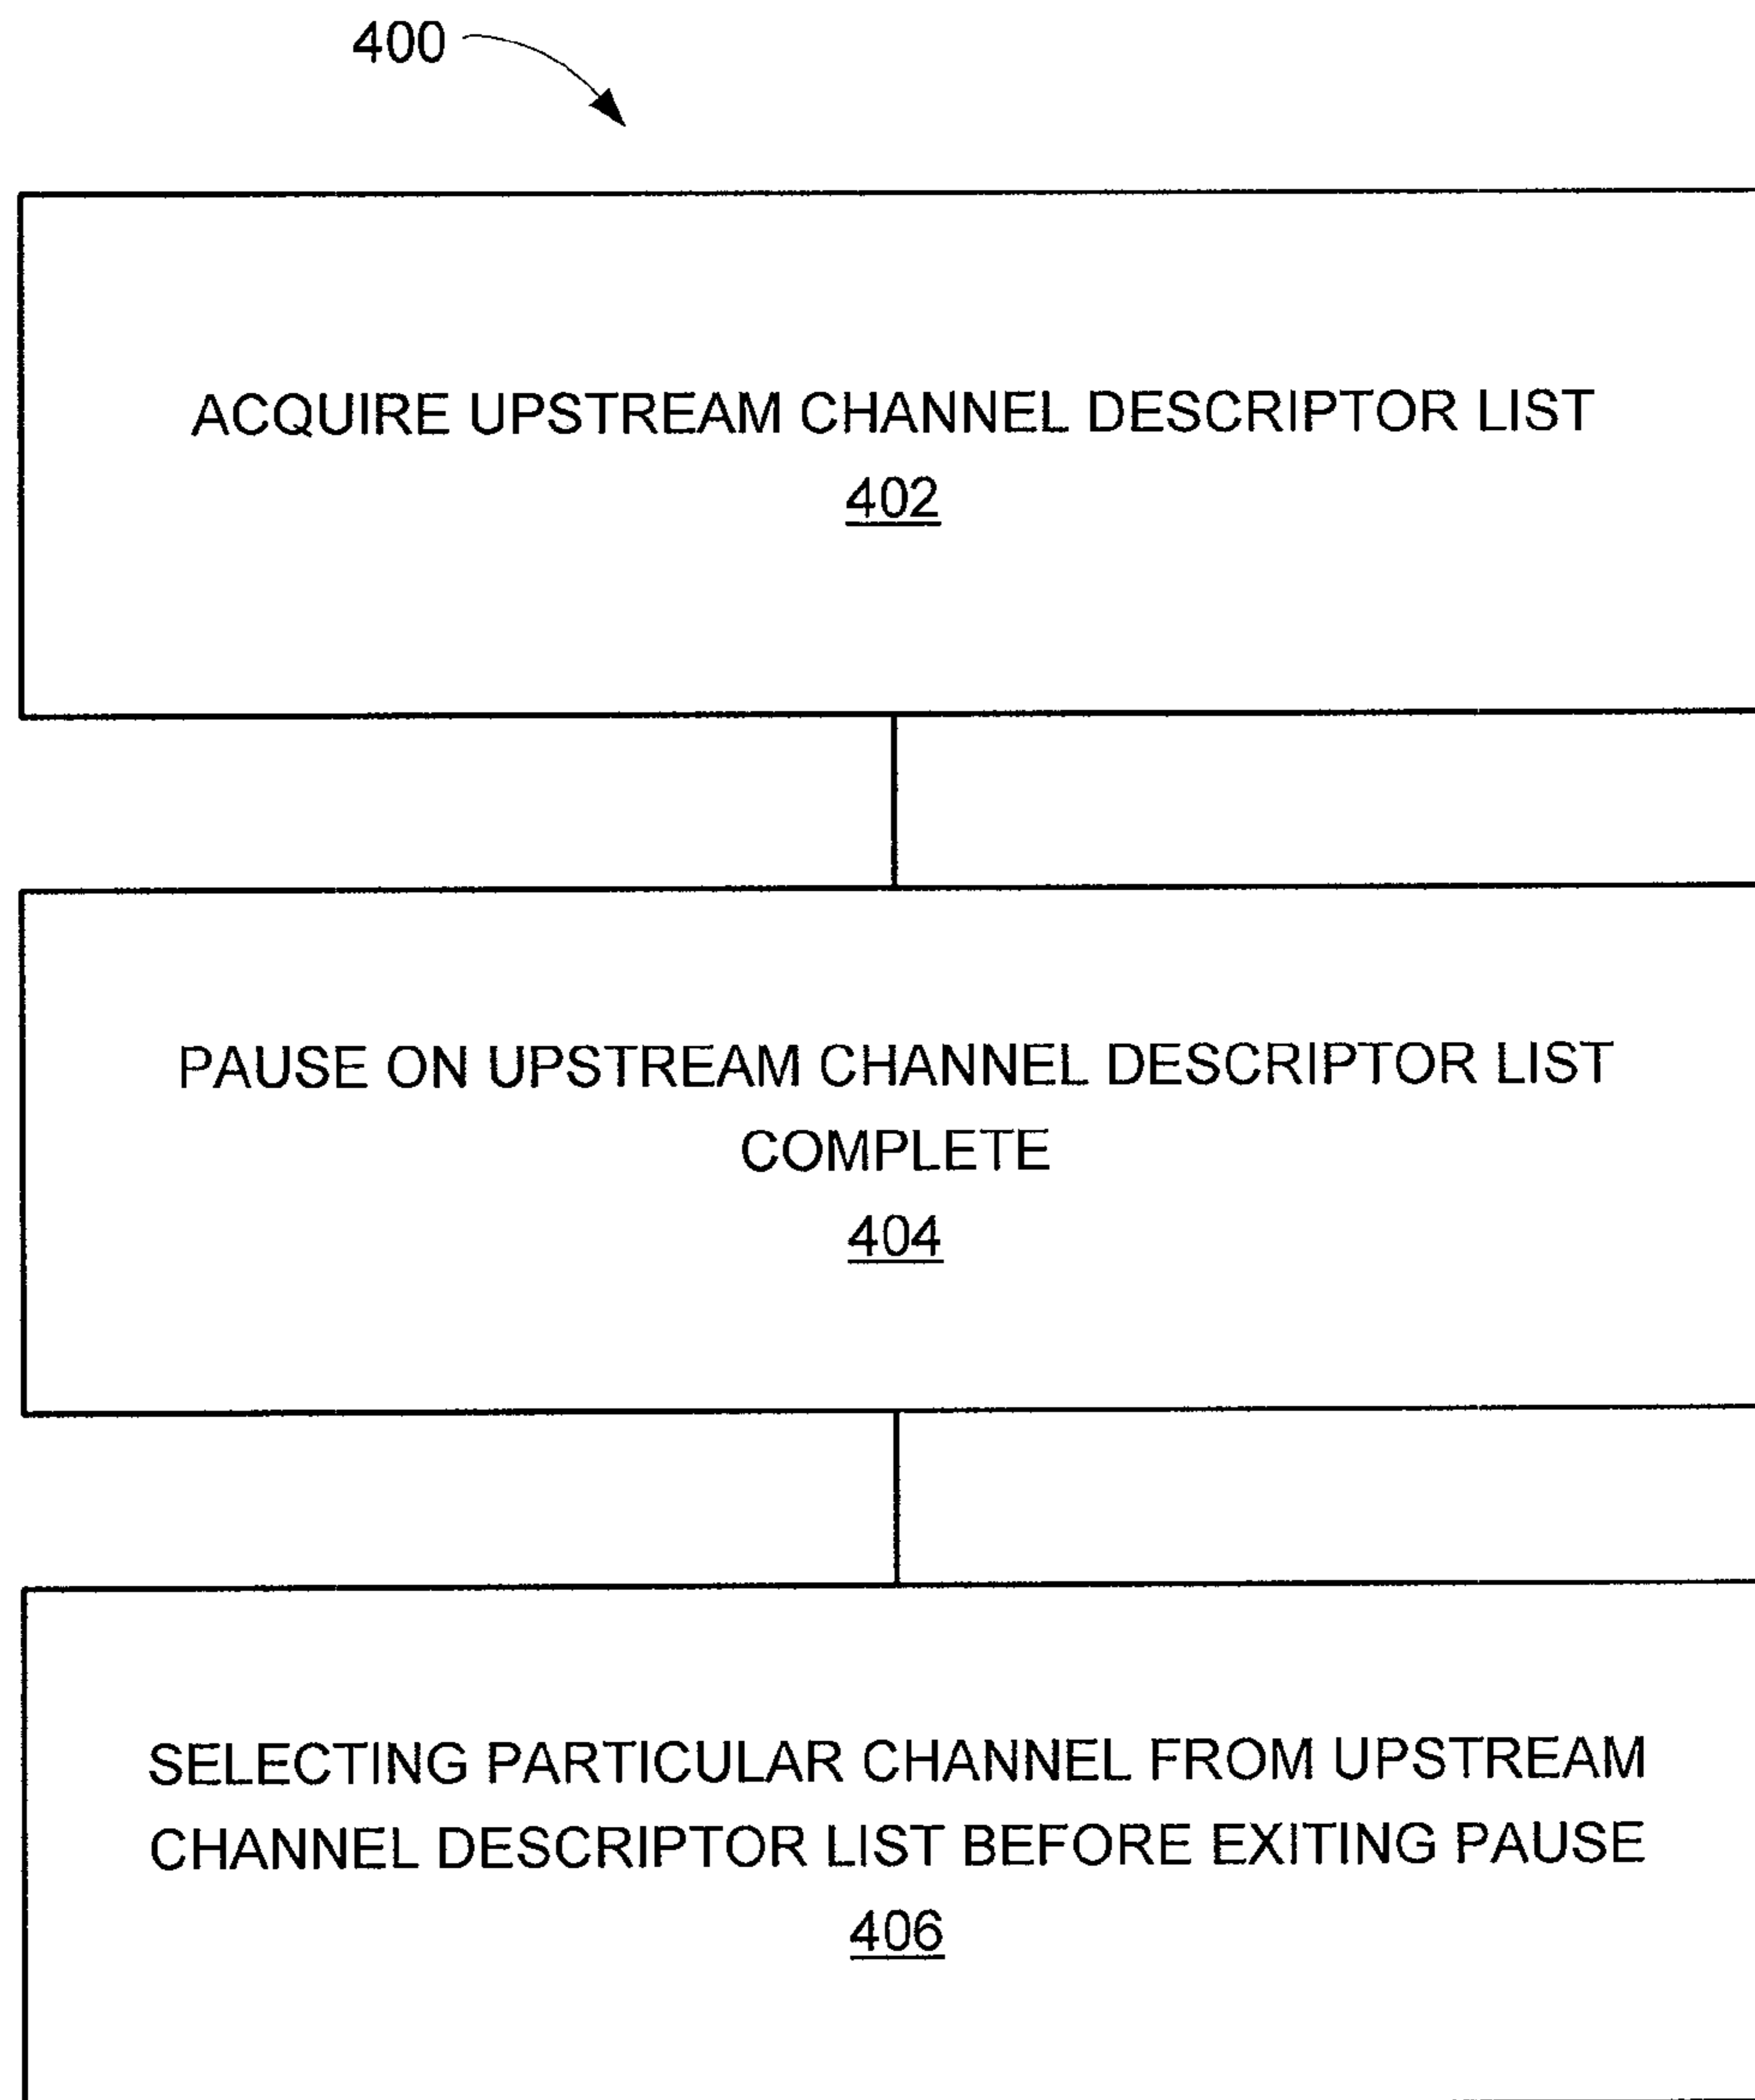 400
ACQUIRE UPSTREAM CHANNEL DESCRIPTOR LIST
402
PAUSE ON UPSTREAM CHANNEL DESCRIPTOR LIST
COMPLETE
404
SELECTING PARTICULAR CHANNEL FROM UPSTREAM
CHANNEL DESCRIPTOR LIST BEFORE EXITING PAUSE
406